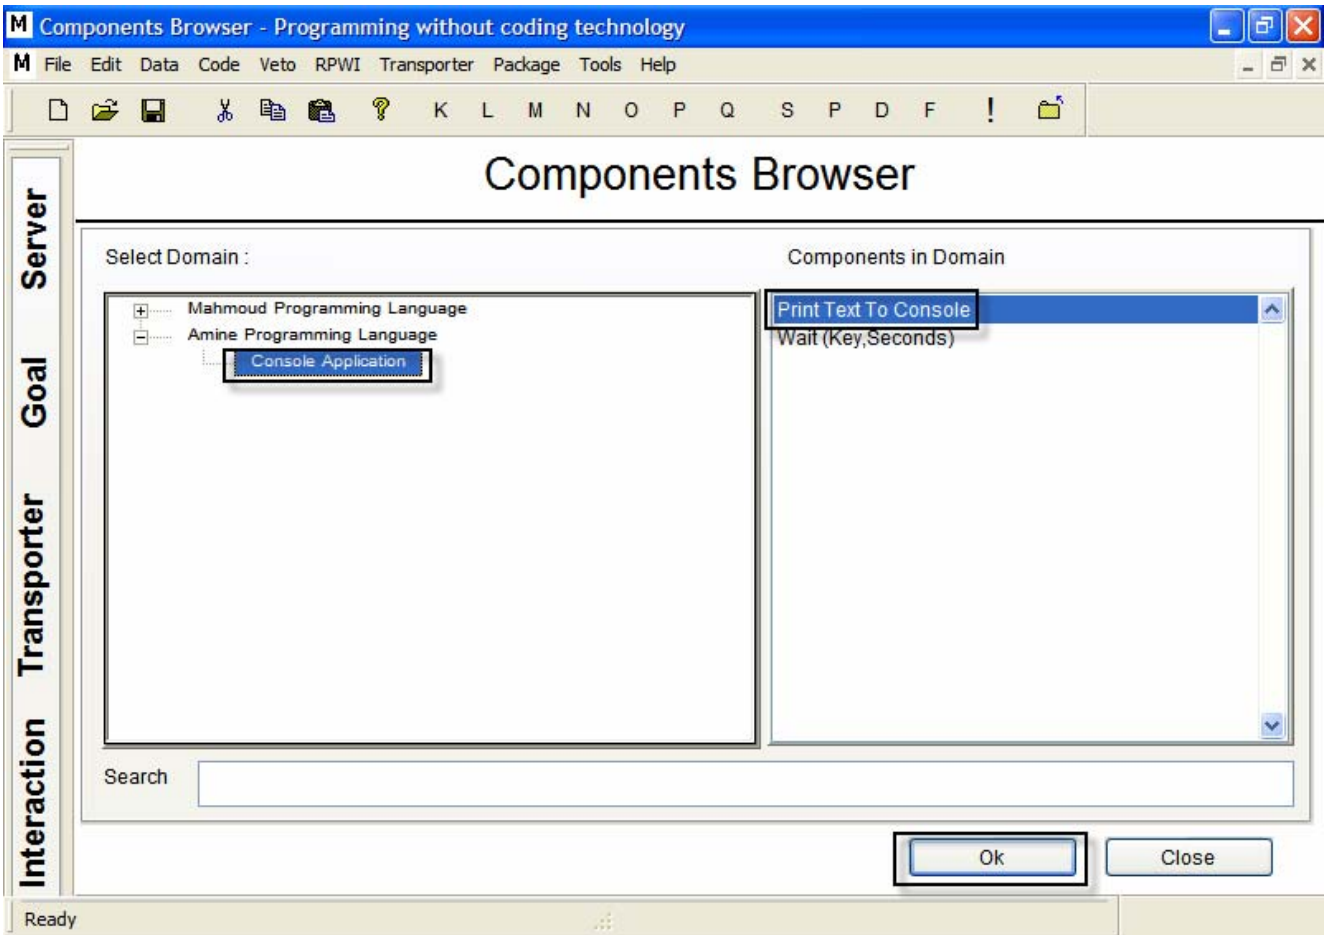 M Components Browser - Programming without coding technology
M File Edit Data Code Veto RPWI Transporter Package Tools Help
K L M N O P Q S P D F !
Components Browser
Server
Goal
Transporter
Interaction
Select Domain :
Mahmoud Programming Language
Amine Programming Language
Console Application
Components in Domain
Print Text To Console
Wait (Key,Seconds)
Search
Ok
Close
Ready